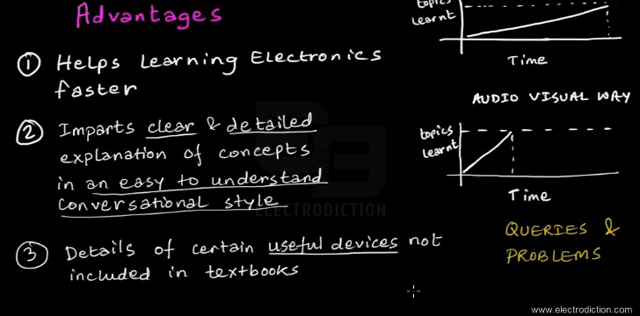 Advantages
① Helps Learning Electronics
faster
② Imparts clear & detailed
explanation of concepts
in an easy to understand
conversational style
③ Details of certain useful devices not
included in textbooks
topics
learnt
Time
AUDIO VISUAL WAY
topics
learnt
Time
QUERIES &
PROBLEMS
ELECTRODICTION
www.electrodiction.com